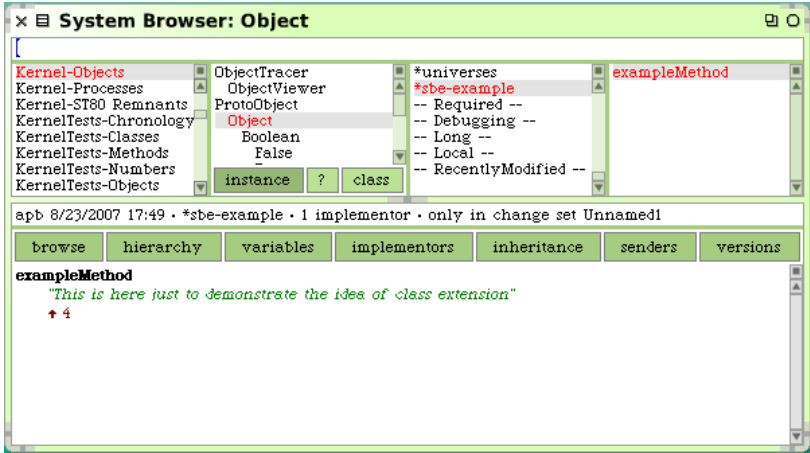 System Browser: Object
Kernel-Objects
Kernel-Processes
Kernel-ST80 Remnants
KernelTests-Chronology
KernelTests-Classes
KernelTests-Methods
KernelTests-Numbers
KernelTests-Objects
ObjectTracer
ObjectViewer
ProtoObject
Object
Boolean
False
instance ? class
*universes
*sbe-example
-- Required --
-- Debugging --
-- Long --
-- Local --
-- RecentlyModified --
exampleMethod
apb 8/23/2007 17:49 · *sbe-example · 1 implementor · only in change set Unnamed1
browse hierarchy variables implementors inheritance senders versions
exampleMethod
"This is here just to demonstrate the idea of class extension"
↑ 4